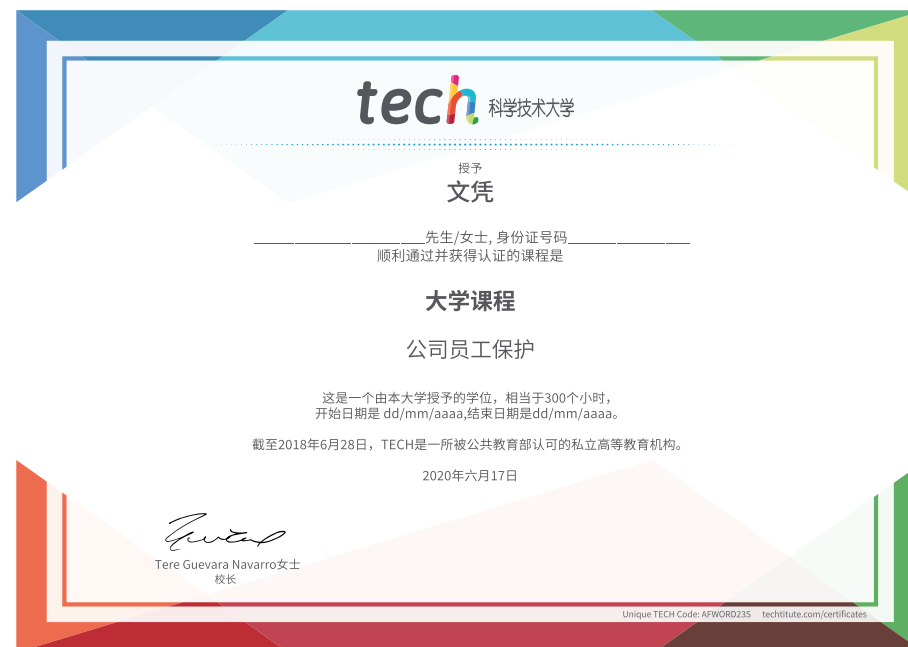 tech 科学技术大学
授予
文凭
____________________先生/女士, 身份证号码______________
顺利通过并获得认证的课程是
大学课程
公司员工保护
这是一个由本大学授予的学位，相当于300个小时，
开始日期是 dd/mm/aaaa,结束日期是dd/mm/aaaa。
截至2018年6月28日，TECH是一所被公共教育部认可的私立高等教育机构。
2020年六月17日
Tere Guevara Navarro女士
校长
Unique TECH Code: AFWORD23S techtitute.com/certificates